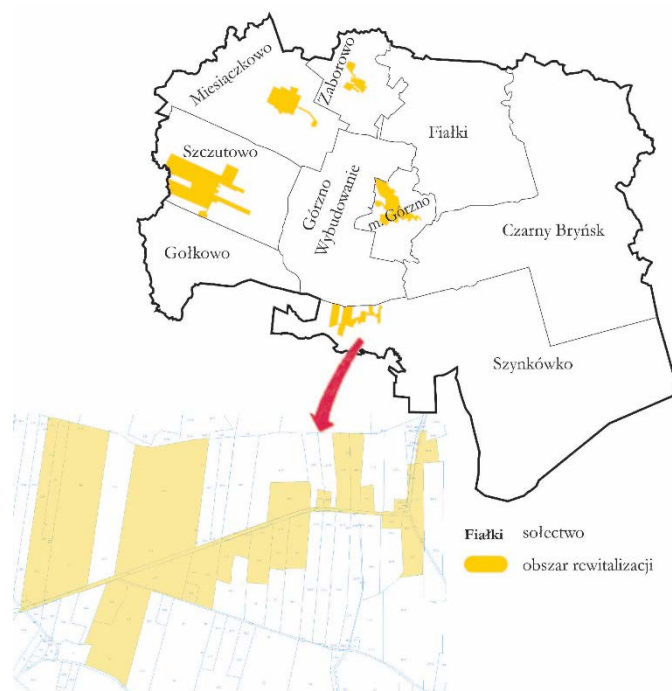 Miesiączkowo
Zaborowo
Fiałki
Szczutowo
Górzno
Wybudowanie
m. Górzno
Czarny Bryńsk
Gołkowo
Szynkówko
Fiałki sołectwo
obszar rewitalizacji